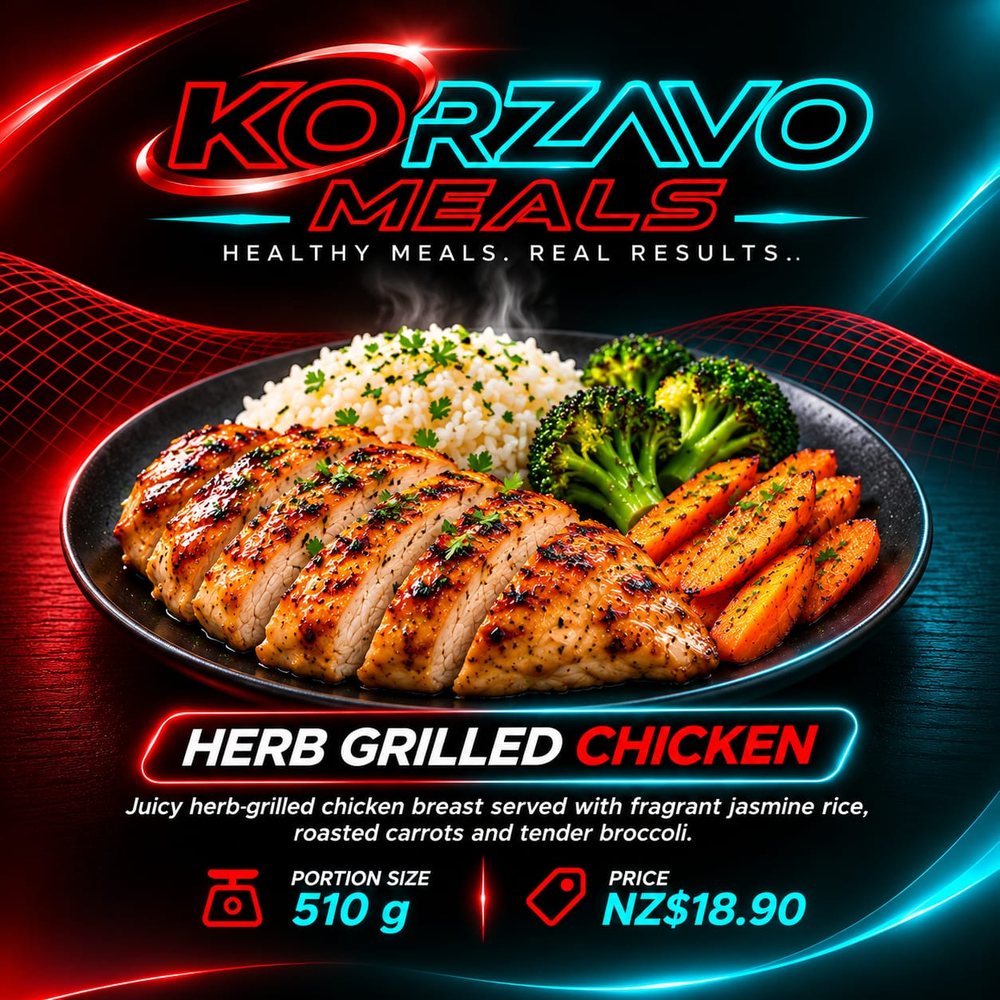 KORZAVO
MEALS
HEALTHY MEALS. REAL RESULTS..
HERB GRILLED CHICKEN
Juicy herb-grilled chicken breast served with fragrant jasmine rice,
roasted carrots and tender broccoli.
PORTION SIZE
510 g
PRICE
NZ$18.90